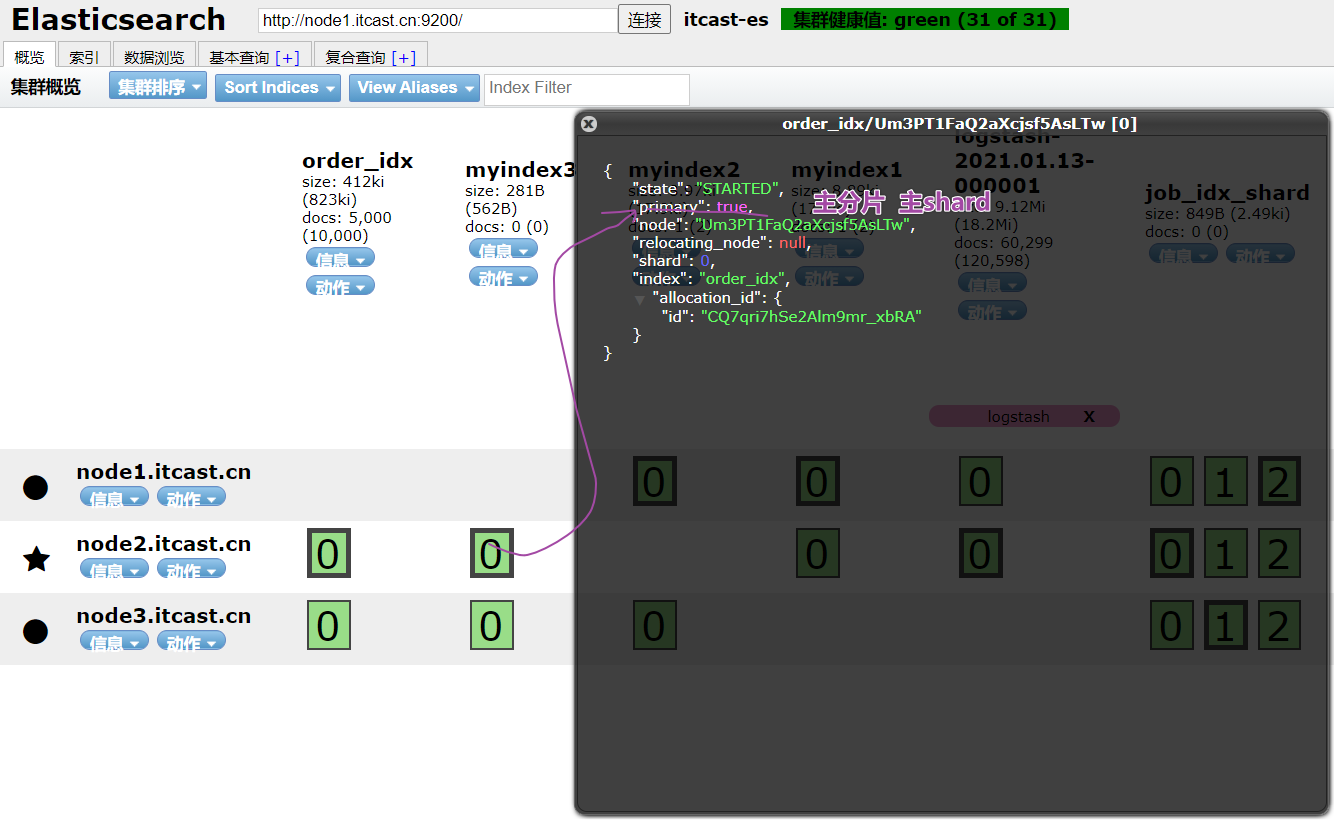 Elasticsearch http://node1.itcast.cn:9200/ 连接 itcast-es 集群健康值: green (31 of 31)
概览 索引 数据浏览 基本查询 [+] 复合查询 [+]
集群概览 集群排序 Sort Indices View Aliases Index Filter
order_idx/Um3PT1FaQ2aXcjsf5AsLTw [0]
order_idx
size: 412ki
(823ki)
docs: 5,000
(10,000)
信息
动作
myindex3
size: 281B
(562B)
docs: 0 (0)
信息
动作
myindex2
信息
动作
myindex1
信息
动作
logstash-
2021.01.13-
000001
9.12Mi
(18.2Mi)
docs: 60,299
(120,598)
信息
动作
job_idx_shard
size: 849B (2.49ki)
docs: 0 (0)
信息 动作
{
"state": "STARTED",
"primary": true,
主分片 主shard
"node": "Um3PT1FaQ2aXcjsf5AsLTw",
"relocating_node": null,
"shard": 0,
"index": "order_idx",
"allocation_id": {
"id": "CQ7qri7hSe2Alm9mr_xbRA"
}
}
logstash X
node1.itcast.cn
信息 动作
0 0 0 0 1 2
node2.itcast.cn
信息 动作
0 0 0 0 0 1 2
node3.itcast.cn
信息 动作
0 0 0 0 1 2